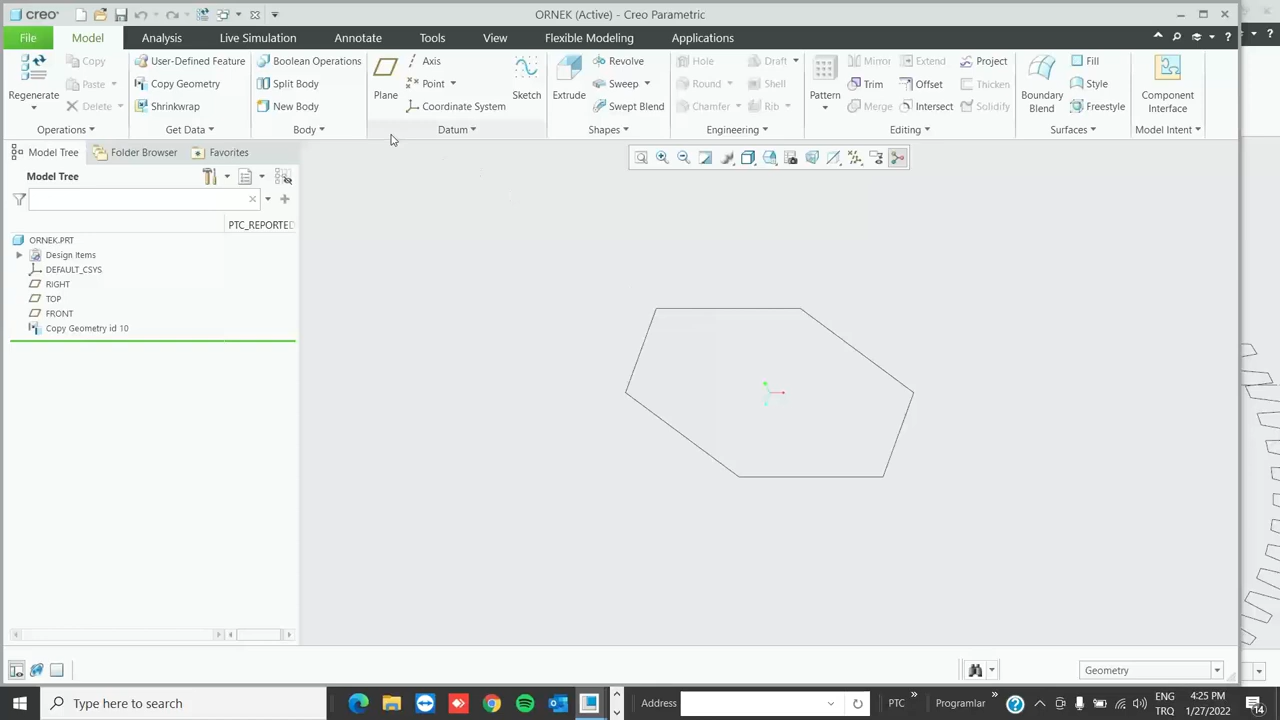 creo
ORNEK (Active) - Creo Parametric
File Model Analysis Live Simulation Annotate Tools View Flexible Modeling Applications
Regenerate
Copy
Paste
Delete
Operations
User-Defined Feature
Copy Geometry
Shrinkwrap
Get Data
Boolean Operations
Split Body
New Body
Body
Plane
Axis
Point
Coordinate System
Sketch
Datum
Extrude
Revolve
Sweep
Swept Blend
Shapes
Hole
Round
Chamfer
Draft
Shell
Rib
Engineering
Pattern
Mirror
Trim
Merge
Extend
Offset
Intersect
Project
Thicken
Solidify
Editing
Boundary
Blend
Fill
Style
Freestyle
Surfaces
Component
Interface
Model Intent
Model Tree Folder Browser Favorites
Model Tree
PTC_REPORTED
ORNEK.PRT
Design Items
DEFAULT_CSYS
RIGHT
TOP
FRONT
Copy Geometry id 10
Geometry
Type here to search
Address
PTC
Programlar
ENG
TRQ
4:25 PM
1/27/2022
14